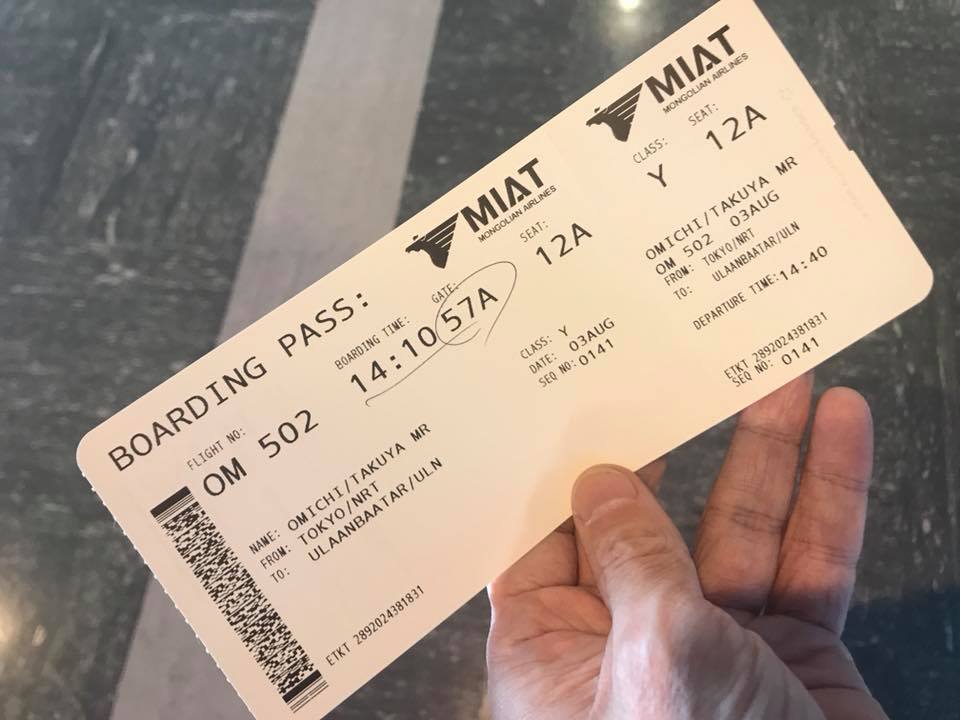 MIAT
MONGOLIAN AIRLINES
BOARDING PASS:
FLIGHT NO:
OM 502
BOARDING TIME:
14:10
GATE:
57A
SEAT:
12A
NAME: OMICHI/TAKUYA MR
FROM: TOKYO/NRT
TO: ULAANBAATAR/ULN
CLASS: Y
DATE: 03AUG
SEQ NO: 0141
ETKT 2892024381831
MIAT
MONGOLIAN AIRLINES
CLASS:
Y
SEAT:
12A
OMICHI/TAKUYA MR
OM 502 03AUG
FROM: TOKYO/NRT
TO: ULAANBAATAR/ULN
DEPARTURE TIME:14:40
ETKT 2892024381831
SEQ NO: 0141